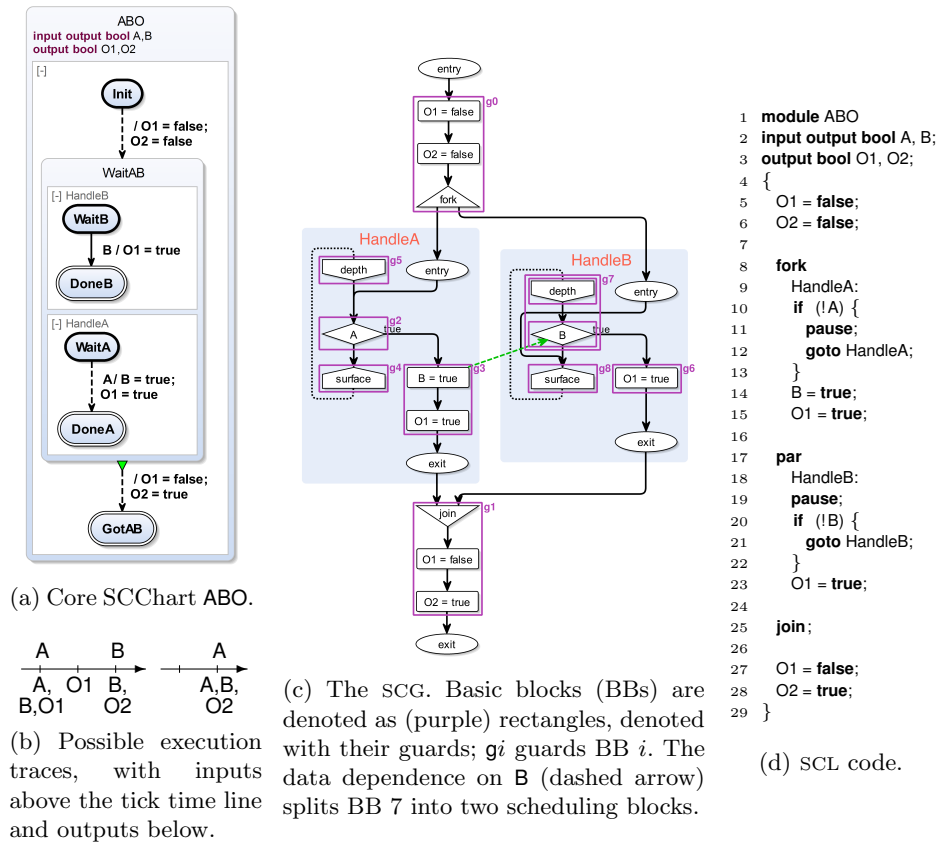 ABO
input output bool A,B
output bool O1,O2
[-]
Init
/ O1 = false;
O2 = false
WaitAB
[-] HandleB
WaitB
B / O1 = true
DoneB
[-] HandleA
WaitA
A/ B = true;
O1 = true
DoneA
/ O1 = false;
O2 = true
GotAB
(a) Core SCChart ABO.
A B A
A, O1 B, A,B,
B,O1 O2 O2
(b) Possible execution
traces, with inputs
above the tick time line
and outputs below.
entry
g0
O1 = false
O2 = false
fork
HandleA
g5
depth
entry
g2
A
true
g4
surface
g3
B = true
O1 = true
exit
HandleB
g7
depth
entry
B
true
g8
surface
g6
O1 = true
exit
g1
join
O1 = false
O2 = true
exit
(c) The SCG. Basic blocks (BBs) are
denoted as (purple) rectangles, denoted
with their guards; gi guards BB i. The
data dependence on B (dashed arrow)
splits BB 7 into two scheduling blocks.
1 module ABO
2 input output bool A, B;
3 output bool O1, O2;
4 {
5 O1 = false;
6 O2 = false;
7
8 fork
9 HandleA:
10 if (!A) {
11 pause;
12 goto HandleA;
13 }
14 B = true;
15 O1 = true;
16
17 par
18 HandleB:
19 pause;
20 if (!B) {
21 goto HandleB;
22 }
23 O1 = true;
24
25 join;
26
27 O1 = false;
28 O2 = true;
29 }
(d) SCL code.